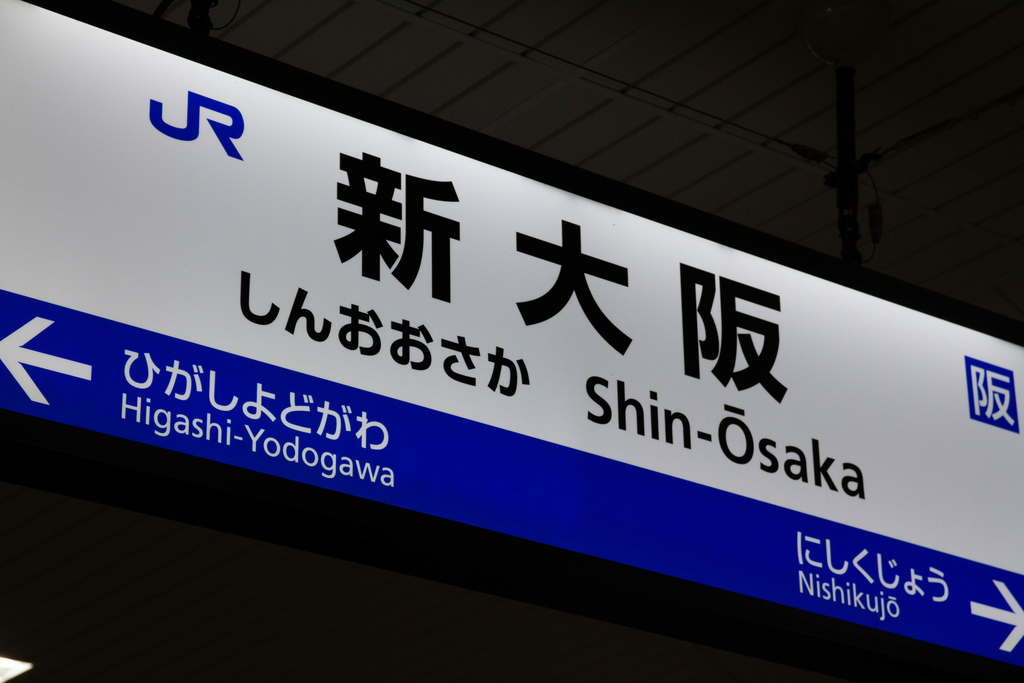 JR
新大阪
しんおおさか
Shin-Ōsaka
阪
ひがしよどがわ
Higashi-Yodogawa
にしくじょう
Nishikujō